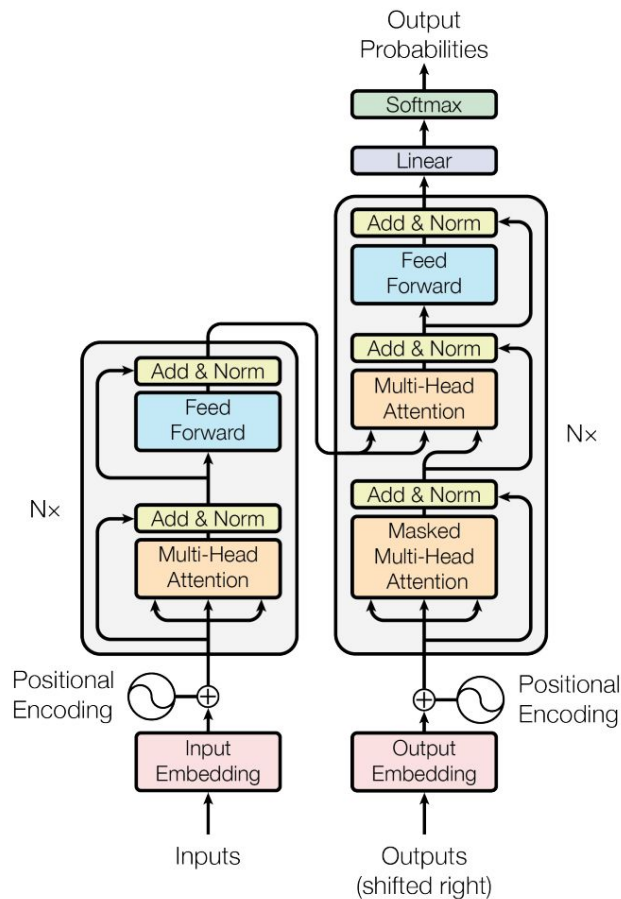 Output
Probabilities
Softmax
Linear
Add & Norm
Feed
Forward
Add & Norm
Multi-Head
Attention
Add & Norm
Masked
Multi-Head
Attention
N×
Add & Norm
Feed
Forward
Add & Norm
Multi-Head
Attention
N×
Positional
Encoding
Positional
Encoding
Input
Embedding
Output
Embedding
Inputs
Outputs
(shifted right)